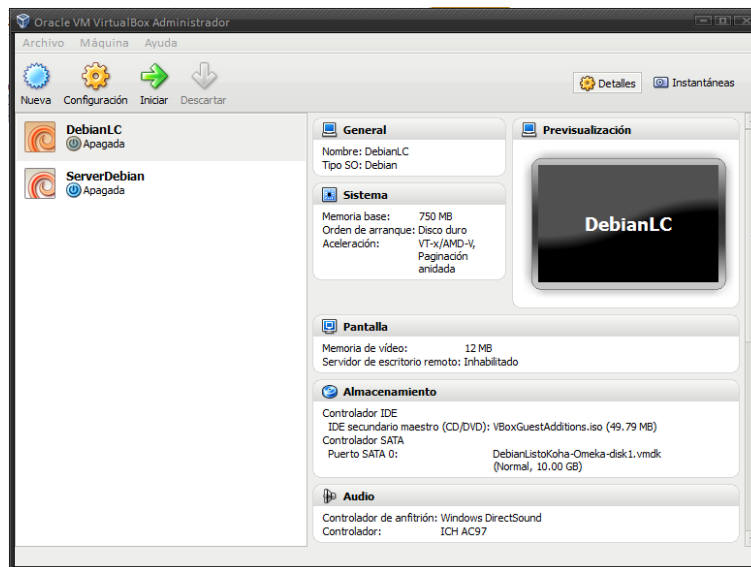 Oracle VM VirtualBox Administrador
Archivo Máquina Ayuda
Nueva Configuración Iniciar Descartar
Detalles Instantáneas
DebianLC
Apagada
ServerDebian
Apagada
General
Nombre: DebianLC
Tipo SO: Debian
Sistema
Memoria base: 750 MB
Orden de arranque: Disco duro
Aceleración: VT-x/AMD-V,
Paginación
anidada
Previsualización
DebianLC
Pantalla
Memoria de vídeo: 12 MB
Servidor de escritorio remoto: Inhabilitado
Almacenamiento
Controlador IDE
IDE secundario maestro (CD/DVD): VBoxGuestAdditions.iso (49.79 MB)
Controlador SATA
Puerto SATA 0: DebianListoKoha-Omeka-disk1.vmdk
(Normal, 10.00 GB)
Audio
Controlador de anfitrión: Windows DirectSound
Controlador: ICH AC97